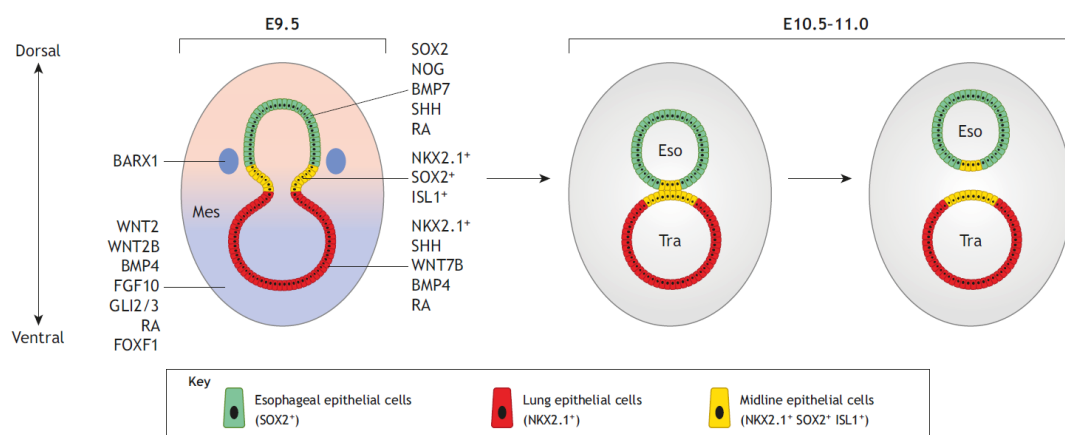 E9.5
E10.5–11.0
Dorsal
Ventral
BARX1
Mes
WNT2
WNT2B
BMP4
FGF10
GLI2/3
RA
FOXF1
SOX2
NOG
BMP7
SHH
RA
NKX2.1⁺
SOX2⁺
ISL1⁺
NKX2.1⁺
SHH
WNT7B
BMP4
RA
Eso
Tra
Eso
Tra
Key
Esophageal epithelial cells
(SOX2⁺)
Lung epithelial cells
(NKX2.1⁺)
Midline epithelial cells
(NKX2.1⁺ SOX2⁺ ISL1⁺)